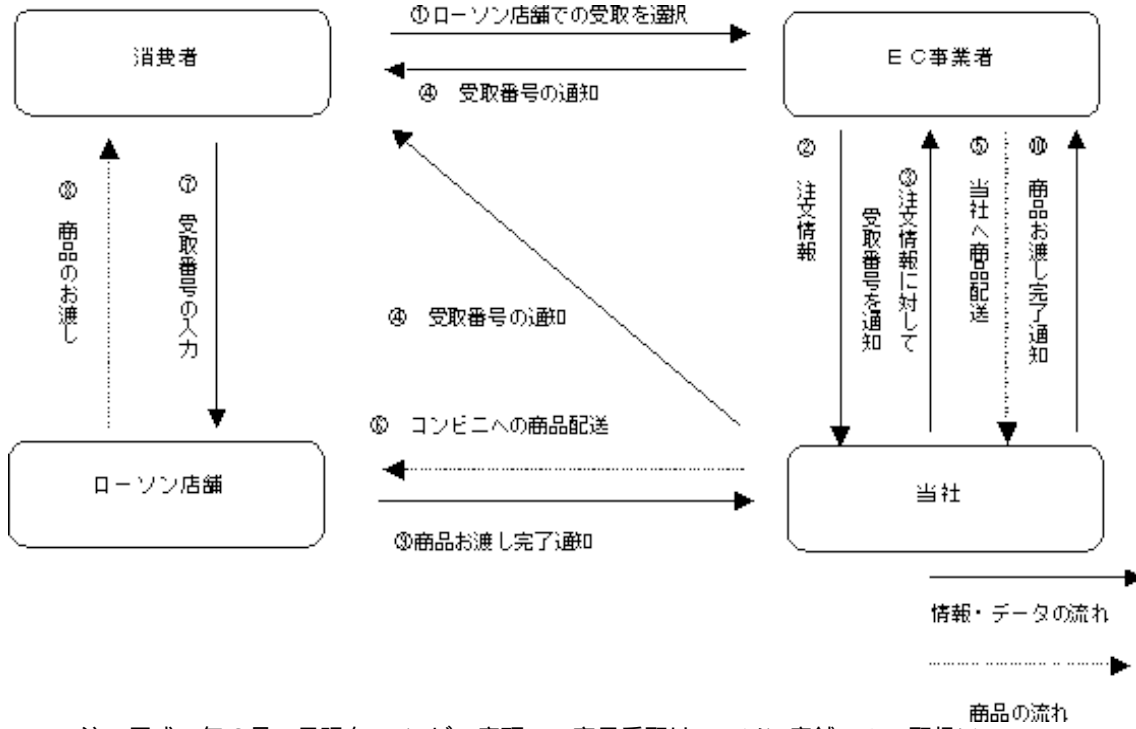 ①ローソン店舗での受取を選択
消費者
ＥＣ事業者
④　受取番号の通知
⑧　商品のお渡し
⑦　受取番号の入力
②　注文情報
③注文情報に対して
受取番号を通知
⑤　当社へ商品配送
⑩　商品お渡し完了通知
④　受取番号の通知
⑥　コンビニへの商品配送
ローソン店舗
当社
⑨商品お渡し完了通知
情報・データの流れ
商品の流れ